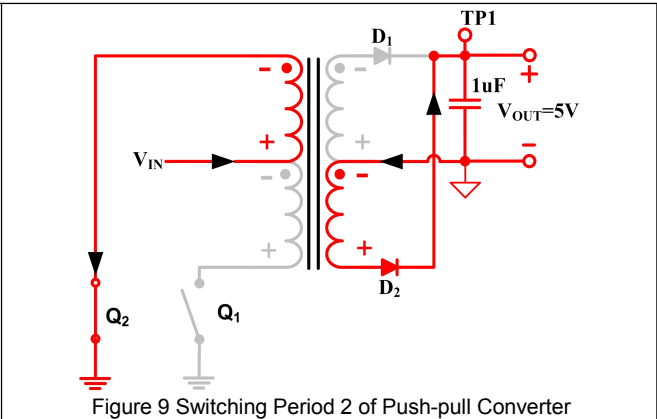 TP1
D1
1uF
+
VOUT=5V
-
- -
+ +
VIN
- -
+ +
D2
Q2
Q1
Figure 9 Switching Period 2 of Push-pull Converter